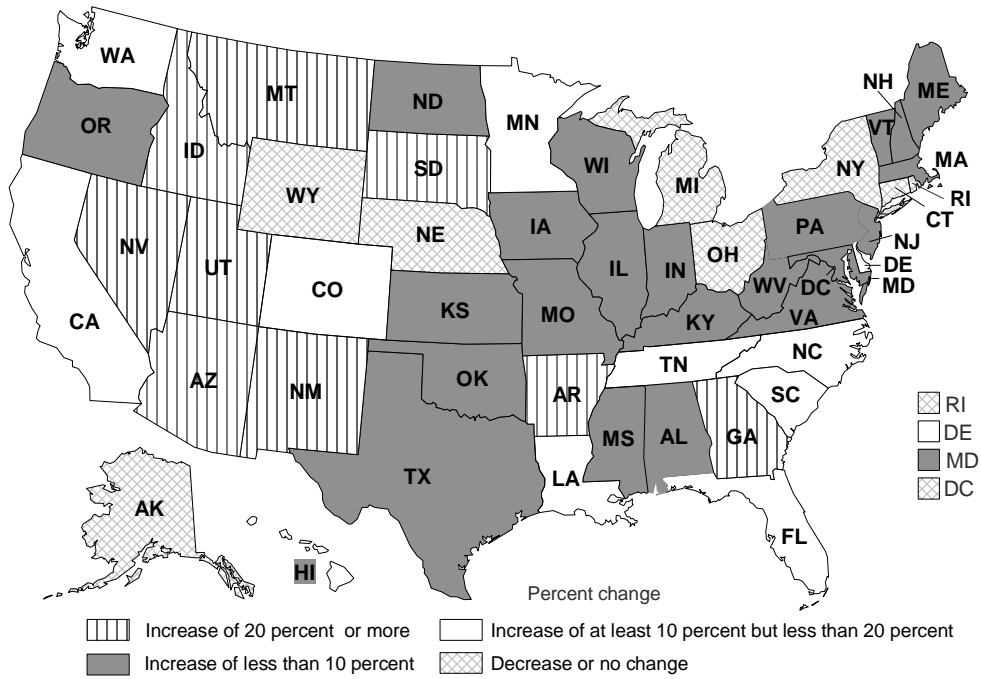 WA
MT
ND
MN
OR
ID
SD
WI
MI
NY
VT
NH
ME
MA
RI
CT
WY
NE
IA
PA
NJ
NV
UT
CO
IL
IN
OH
WV
DC
DE
MD
CA
KS
MO
KY
VA
AZ
NM
OK
AR
TN
NC
SC
TX
LA
MS
AL
GA
FL
AK
HI
RI
DE
MD
DC
Percent change
Increase of 20 percent or more
Increase of at least 10 percent but less than 20 percent
Increase of less than 10 percent
Decrease or no change